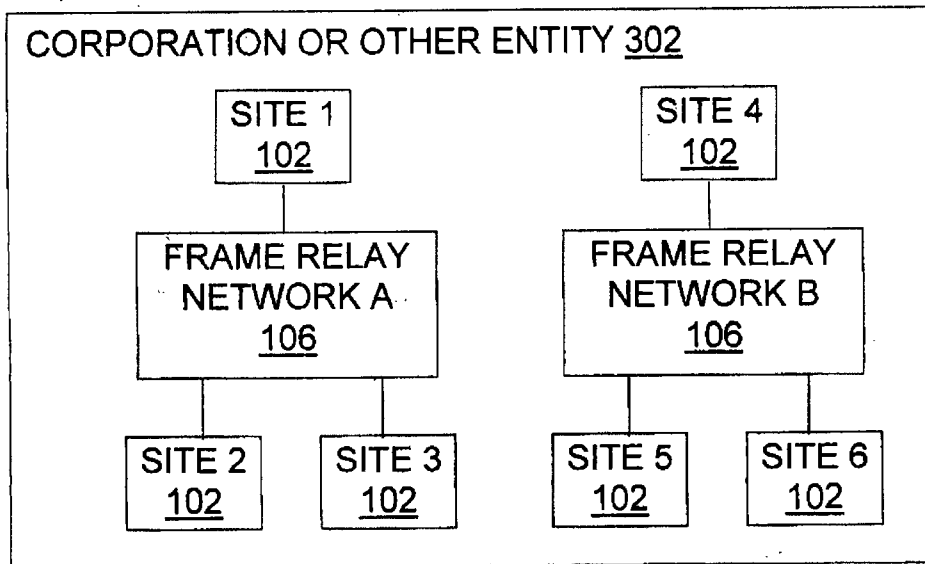 CORPORATION OR OTHER ENTITY 302
SITE 1
102
SITE 4
102
FRAME RELAY
NETWORK A
106
FRAME RELAY
NETWORK B
106
SITE 2
102
SITE 3
102
SITE 5
102
SITE 6
102